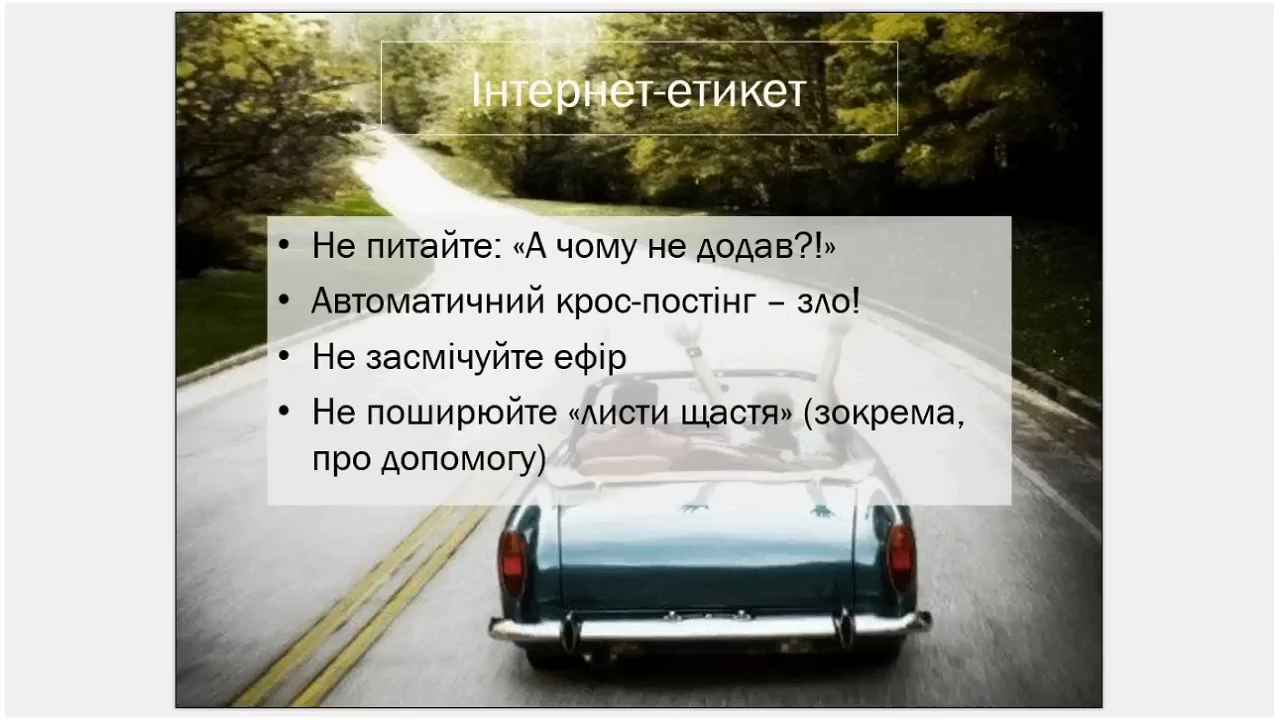 Інтернет-етикет
• Не питайте: «А чому не додав?!»
• Автоматичний крос-постінг – зло!
• Не засмічуйте ефір
• Не поширюйте «листи щастя» (зокрема,
про допомогу)